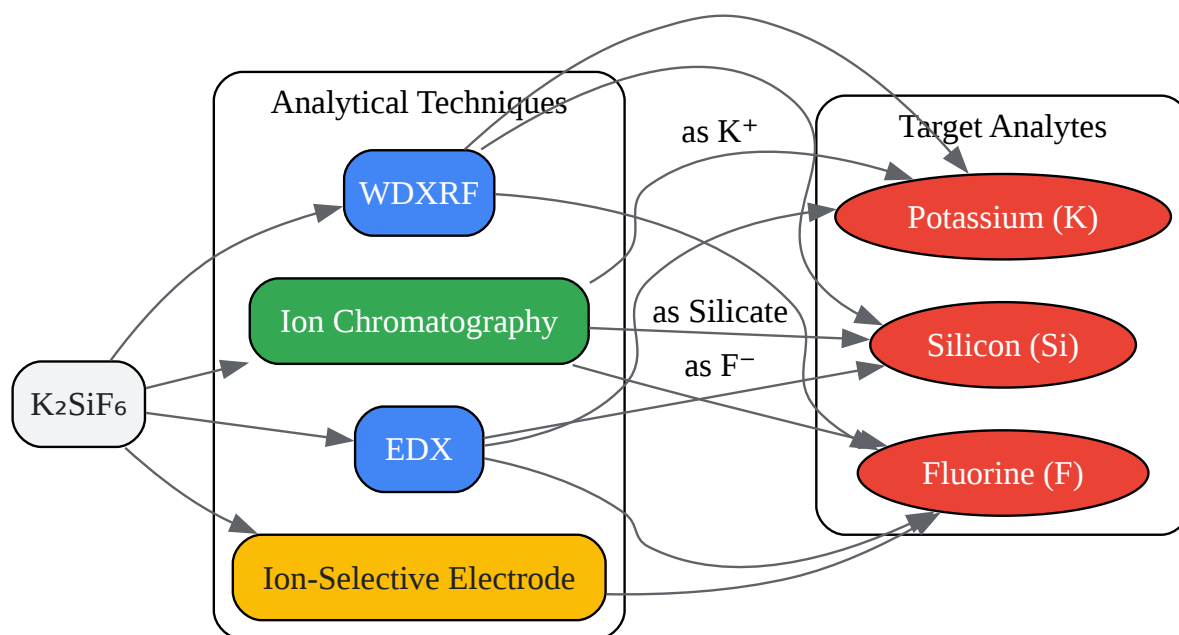 Analytical Techniques
Target Analytes
as K⁺
WDXRF
Potassium (K)
Ion Chromatography
as Silicate
Silicon (Si)
as F⁻
K₂SiF₆
EDX
Fluorine (F)
Ion-Selective Electrode